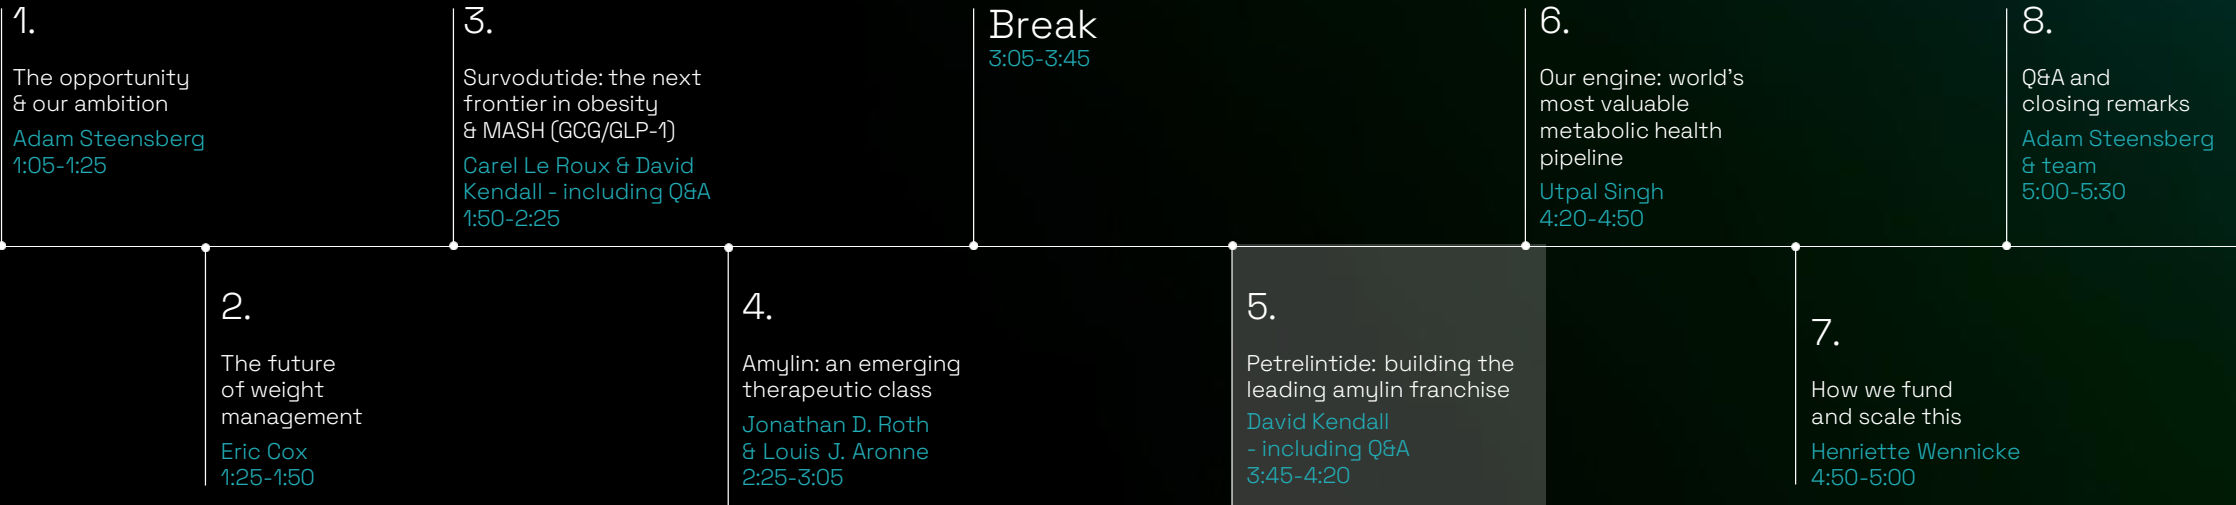 1.
The opportunity
& our ambition
Adam Steensberg
1:05-1:25
2.
The future
of weight
management
Eric Cox
1:25-1:50
3.
Survodutide: the next
frontier in obesity
& MASH (GCG/GLP-1)
Carel Le Roux & David
Kendall - including Q&A
1:50-2:25
4.
Amylin: an emerging
therapeutic class
Jonathan D. Roth
& Louis J. Aronne
2:25-3:05
Break
3:05-3:45
5.
Petrelintide: building the
leading amylin franchise
David Kendall
- including Q&A
3:45-4:20
6.
Our engine: world's
most valuable
metabolic health
pipeline
Utpal Singh
4:20-4:50
7.
How we fund
and scale this
Henriette Wennicke
4:50-5:00
8.
Q&A and
closing remarks
Adam Steensberg
& team
5:00-5:30